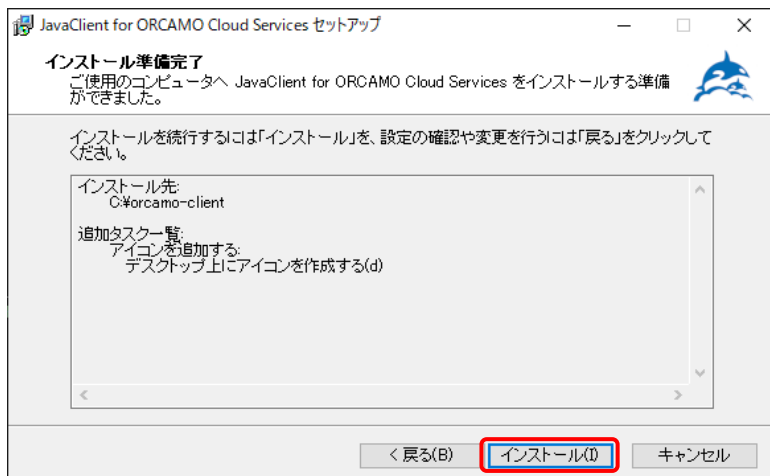 JavaClient for ORCAMO Cloud Services セットアップ
インストール準備完了
ご使用のコンピュータへ JavaClient for ORCAMO Cloud Services をインストールする準備
ができました。
インストールを続行するには「インストール」を、設定の確認や変更を行うには「戻る」をクリックして
ください。
インストール先:
C:¥orcamo-client
追加タスク一覧:
アイコンを追加する:
デスクトップ上にアイコンを作成する(d)
< 戻る(B) インストール(I) キャンセル